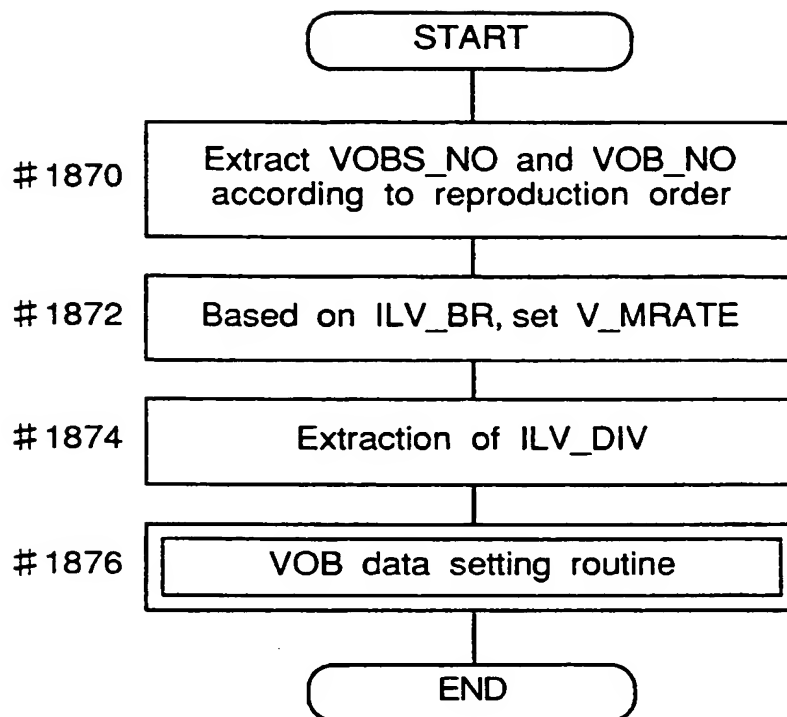 START
#1870
Extract VOBS_NO and VOB_NO
according to reproduction order
#1872
Based on ILV_BR, set V_MRATE
#1874
Extraction of ILV_DIV
#1876
VOB data setting routine
END